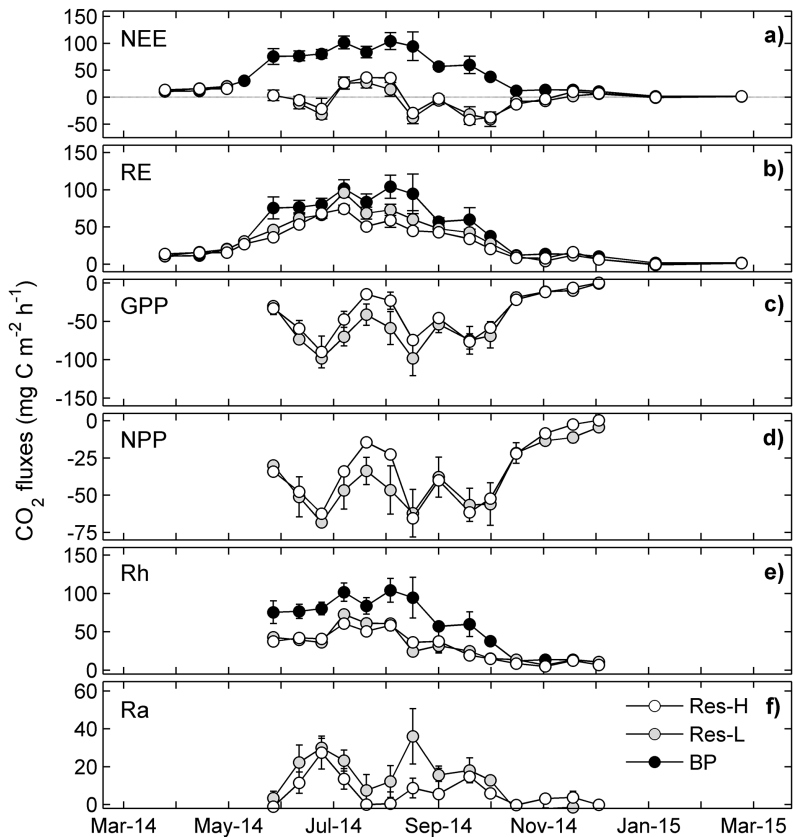 CO2 fluxes (mg C m-2 h-1)
NEE a)
150
100
50
0
-50
RE b)
150
100
50
0
GPP c)
0
-50
-100
-150
NPP d)
0
-25
-50
-75
Rh e)
150
100
50
0
Ra f)
60
40
20
0
Res-H
Res-L
BP
Mar-14 May-14 Jul-14 Sep-14 Nov-14 Jan-15 Mar-15